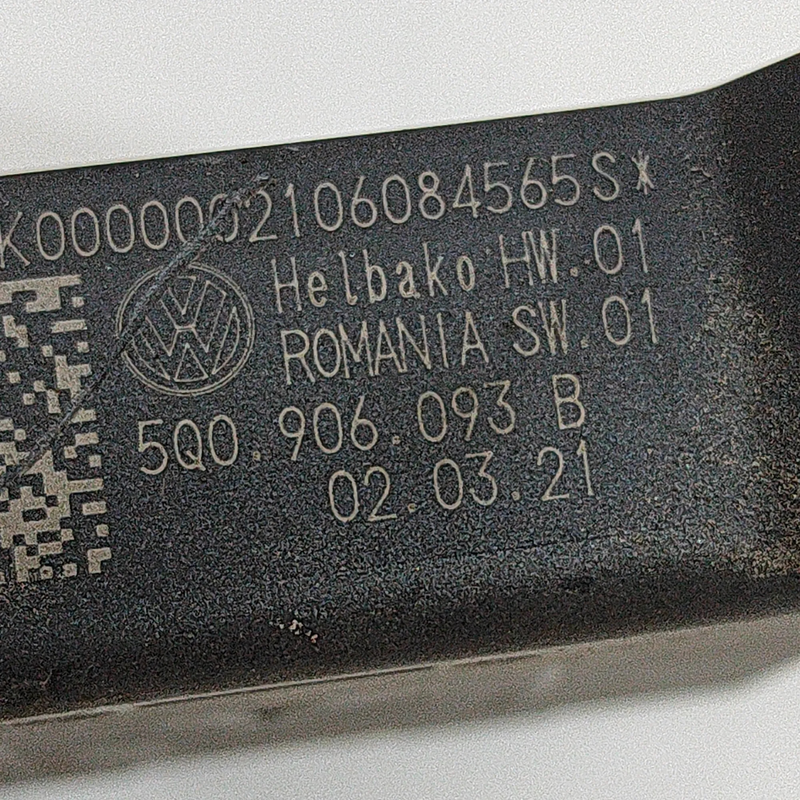 K0000002106084565S*
Helbako HW.01
ROMANIA SW.01
5Q0.906.093 B
02.03.21